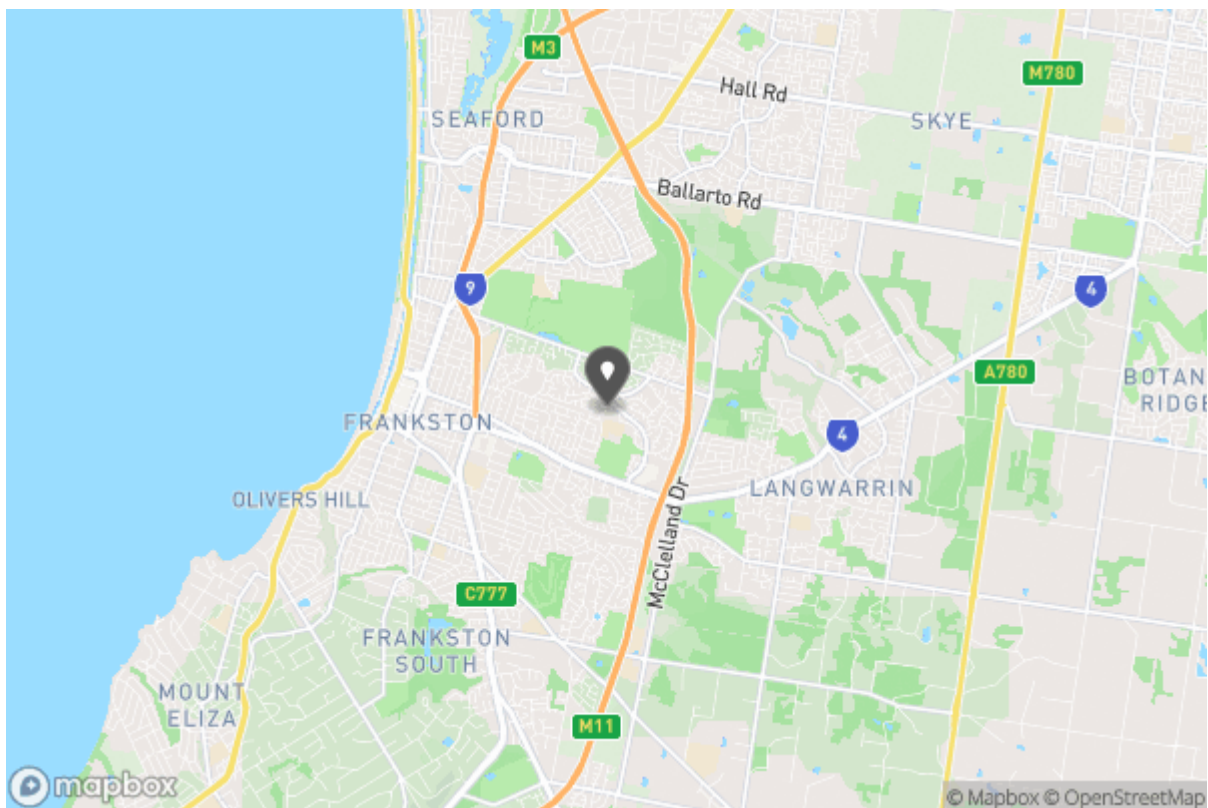 M3
Hall Rd
M780
SEAFORD
SKYE
Ballarto Rd
9
4
A780
BOTAN
RIDGE
FRANKSTON
4
OLIVERS HILL
LANGWARRIN
McClelland Dr
C777
FRANKSTON
SOUTH
MOUNT
ELIZA
M11
mapbox
© Mapbox © OpenStreetMap